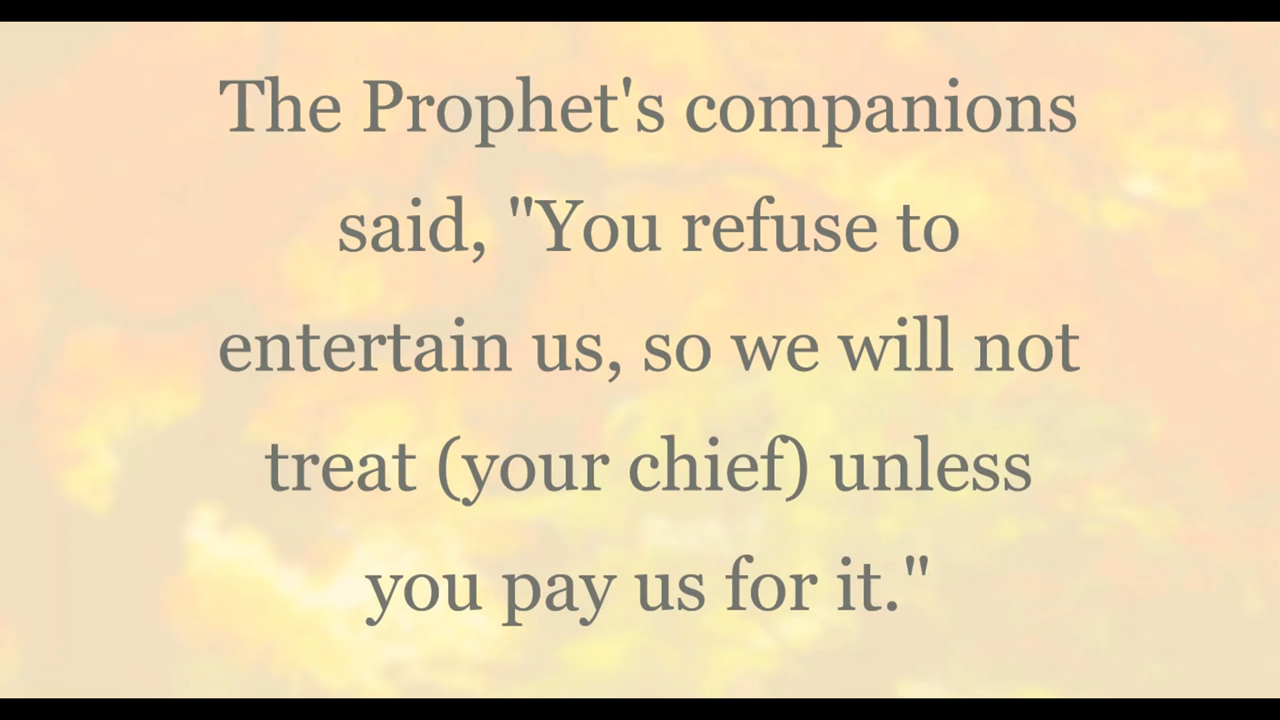 The Prophet's companions
said, "You refuse to
entertain us, so we will not
treat (your chief) unless
you pay us for it."